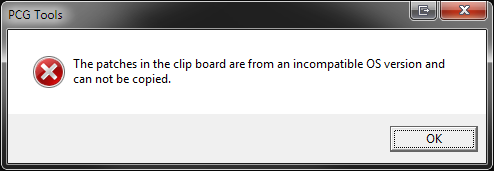 PCG Tools
The patches in the clip board are from an incompatible OS version and
can not be copied.
OK